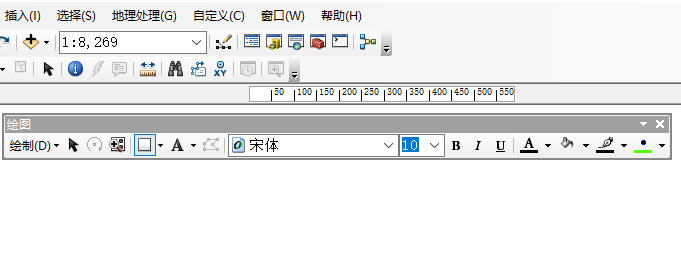 插入(I) 选择(S) 地理处理(G) 自定义(C) 窗口(W) 帮助(H)
1:8,269
XY
50 100 150 200 250 300 350 400 450 500 550
绘图
绘制(D) A 宋体 10 B I U A